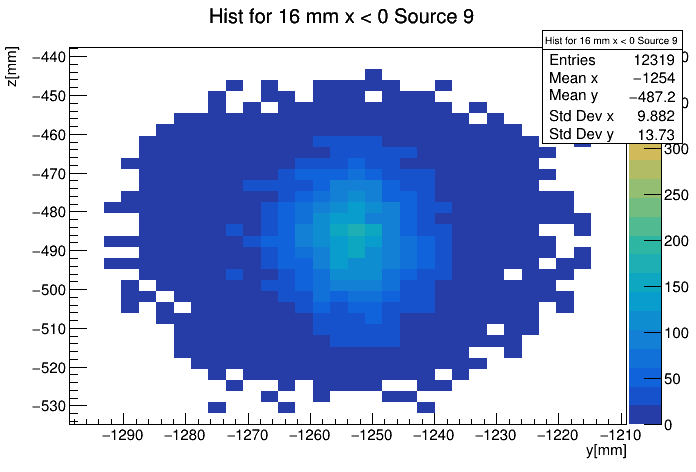 Hist for 16 mm x < 0 Source 9
z[mm]
Hist for 16 mm x < 0 Source 9
Entries 12319
Mean x −1254
Mean y −487.2
Std Dev x 9.882
Std Dev y 13.73
−440
−450
−460
−470
−480
−490
−500
−510
−520
−530
300
250
200
150
100
50
0
−1290 −1280 −1270 −1260 −1250 −1240 −1230 −1220 −1210
y[mm]